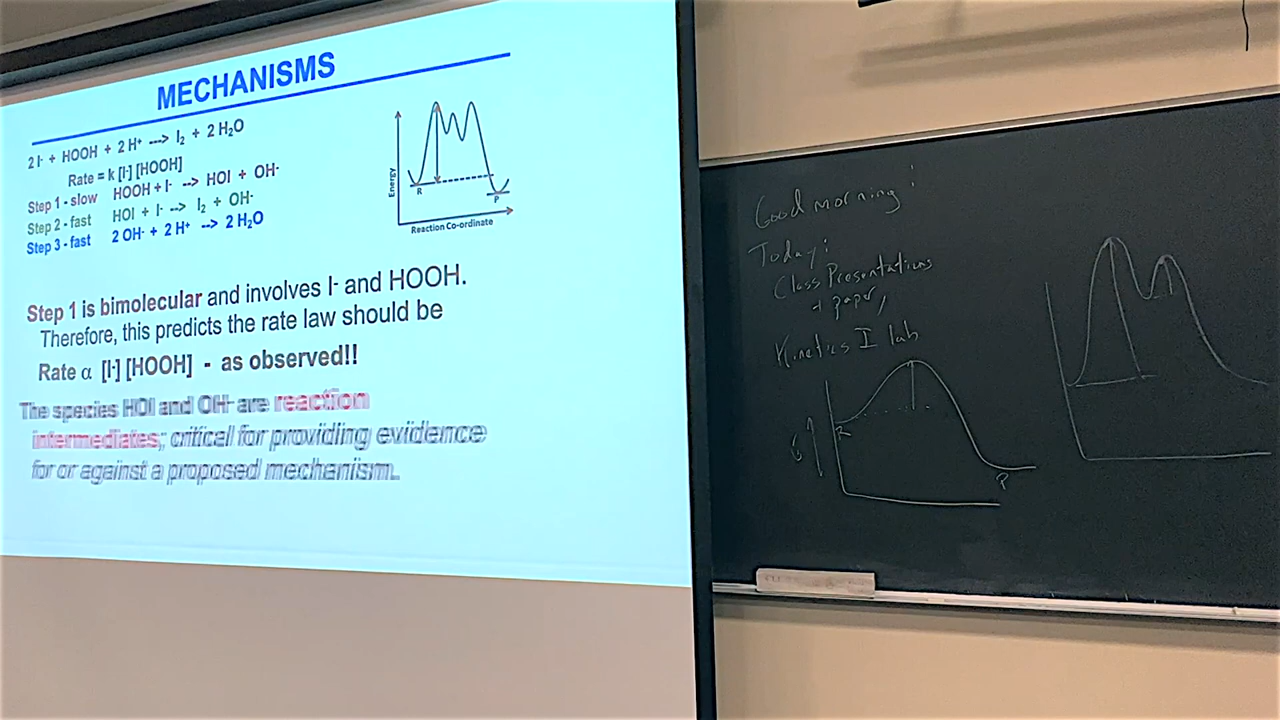 MECHANISMS
2 I⁻ + HOOH + 2 H⁺ ---> I₂ + 2 H₂O
Rate = k [I⁻] [HOOH]
Step 1 - slow HOOH + I⁻ --> HOI + OH⁻
Step 2 - fast HOI + I⁻ --> I₂ + OH⁻
Step 3 - fast 2 OH⁻ + 2 H⁺ --> 2 H₂O
Energy
R
P
Reaction Co-ordinate
Step 1 is bimolecular and involves I⁻ and HOOH.
Therefore, this predicts the rate law should be
Rate α [I⁻] [HOOH] - as observed!!
The species HOI and OH⁻ are reaction
intermediates; critical for providing evidence
for or against a proposed mechanism.
Good morning!
Today:
Class Presentations
+ paper,
Kinetics I lab
R
P